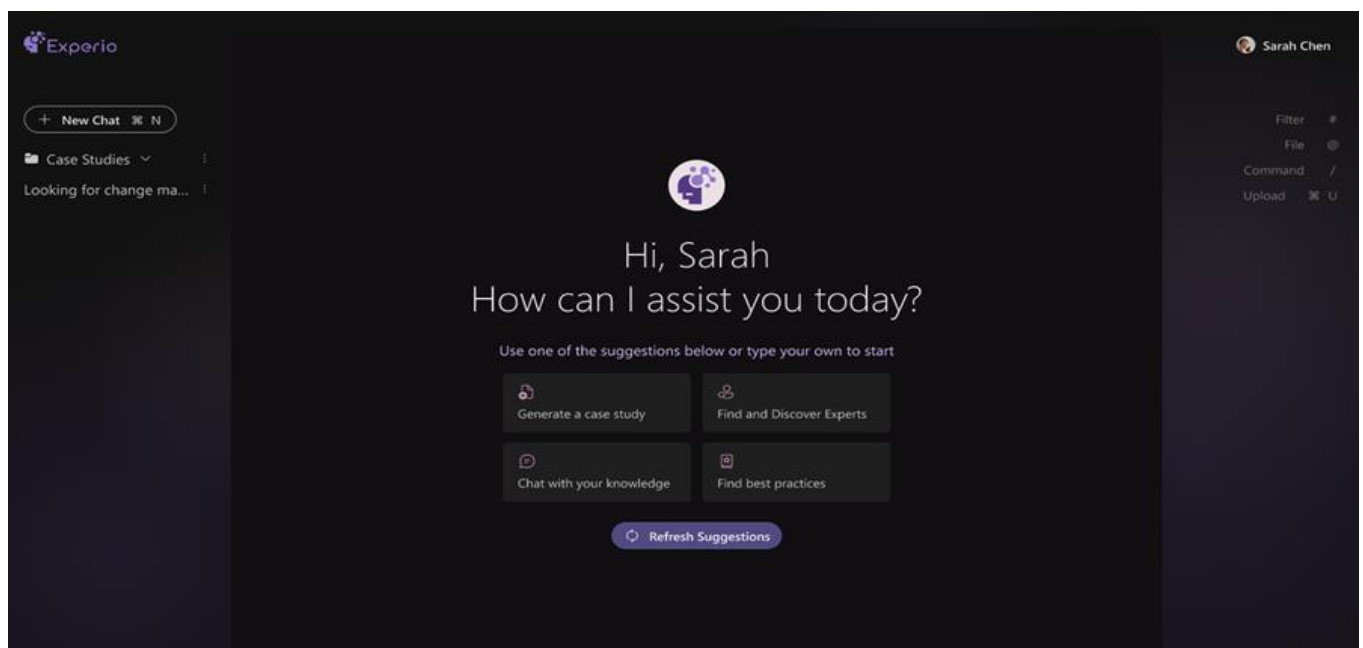 Experio
Sarah Chen
+ New Chat ⌘ N
Case Studies
Looking for change ma...
Filter #
File @
Command /
Upload ⌘ U
Hi, Sarah
How can I assist you today?
Use one of the suggestions below or type your own to start
Generate a case study
Find and Discover Experts
Chat with your knowledge
Find best practices
Refresh Suggestions